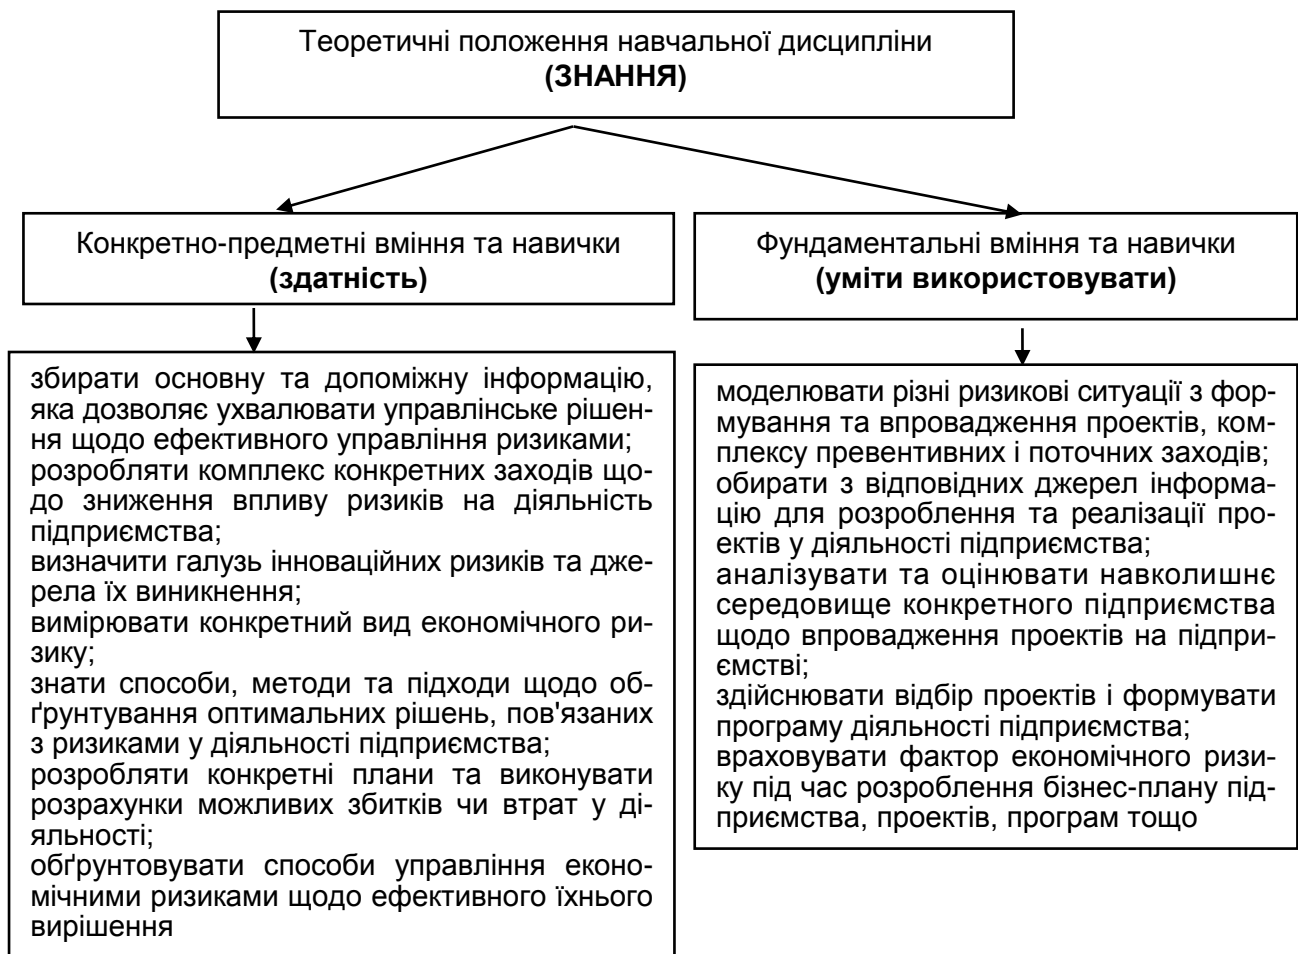 Теоретичні положення навчальної дисципліни
(ЗНАННЯ)
Конкретно-предметні вміння та навички
(здатність)
Фундаментальні вміння та навички
(уміти використовувати)
збирати основну та допоміжну інформацію,
яка дозволяє ухвалювати управлінське рішен-
ня щодо ефективного управління ризиками;
розробляти комплекс конкретних заходів що-
до зниження впливу ризиків на діяльність
підприємства;
визначити галузь інноваційних ризиків та дже-
рела їх виникнення;
вимірювати конкретний вид економічного ри-
зику;
знати способи, методи та підходи щодо об-
ґрунтування оптимальних рішень, пов'язаних
з ризиками у діяльності підприємства;
розробляти конкретні плани та виконувати
розрахунки можливих збитків чи втрат у ді-
яльності;
обґрунтовувати способи управління еконо-
мічними ризиками щодо ефективного їхнього
вирішення
моделювати різні ризикові ситуації з фор-
мування та впровадження проектів, ком-
плексу превентивних і поточних заходів;
обирати з відповідних джерел інформа-
цію для розроблення та реалізації про-
ектів у діяльності підприємства;
аналізувати та оцінювати навколишнє
середовище конкретного підприємства
щодо впровадження проектів на підпри-
ємстві;
здійснювати відбір проектів і формувати
програму діяльності підприємства;
враховувати фактор економічного ризи-
ку під час розроблення бізнес-плану під-
приємства, проектів, програм тощо